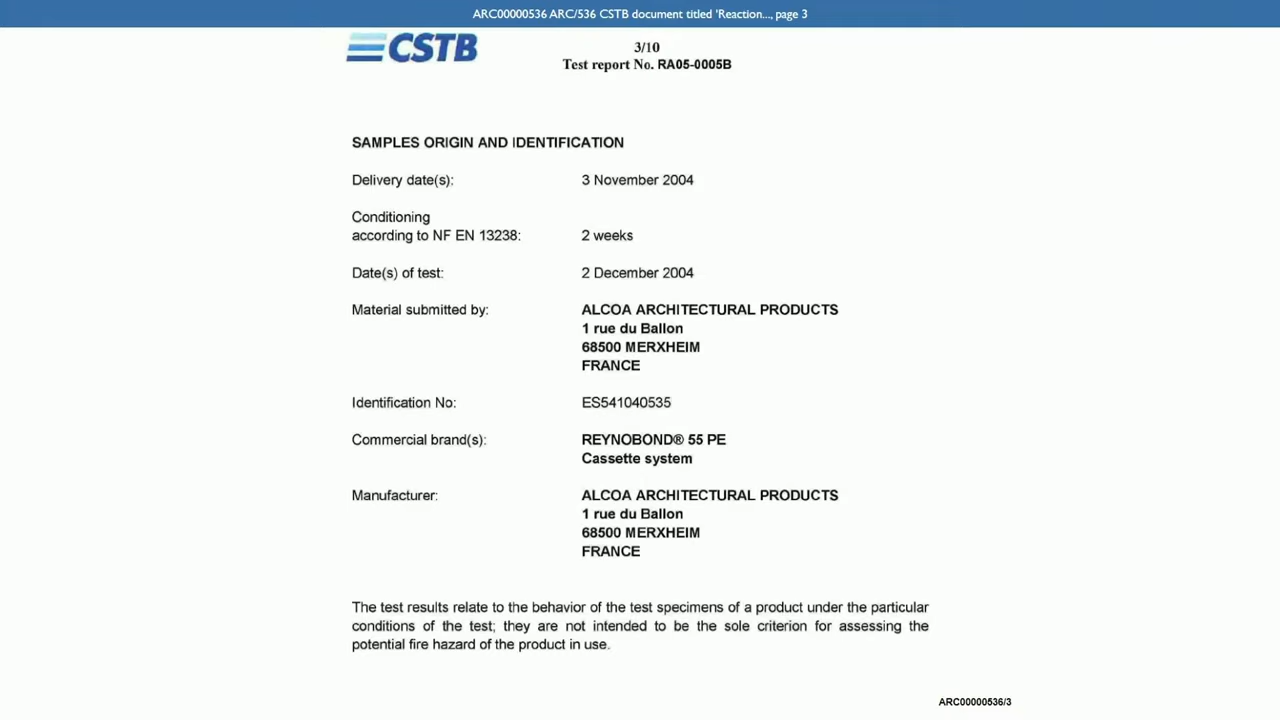 ARC00000536 ARC/536 CSTB document titled 'Reaction..., page 3
CSTB
3/10
Test report No. RA05-0005B
SAMPLES ORIGIN AND IDENTIFICATION
Delivery date(s): 3 November 2004
Conditioning
according to NF EN 13238: 2 weeks
Date(s) of test: 2 December 2004
Material submitted by: ALCOA ARCHITECTURAL PRODUCTS
1 rue du Ballon
68500 MERXHEIM
FRANCE
Identification No: ES541040535
Commercial brand(s): REYNOBOND® 55 PE
Cassette system
Manufacturer: ALCOA ARCHITECTURAL PRODUCTS
1 rue du Ballon
68500 MERXHEIM
FRANCE
The test results relate to the behavior of the test specimens of a product under the particular
conditions of the test; they are not intended to be the sole criterion for assessing the
potential fire hazard of the product in use.
ARC00000536/3